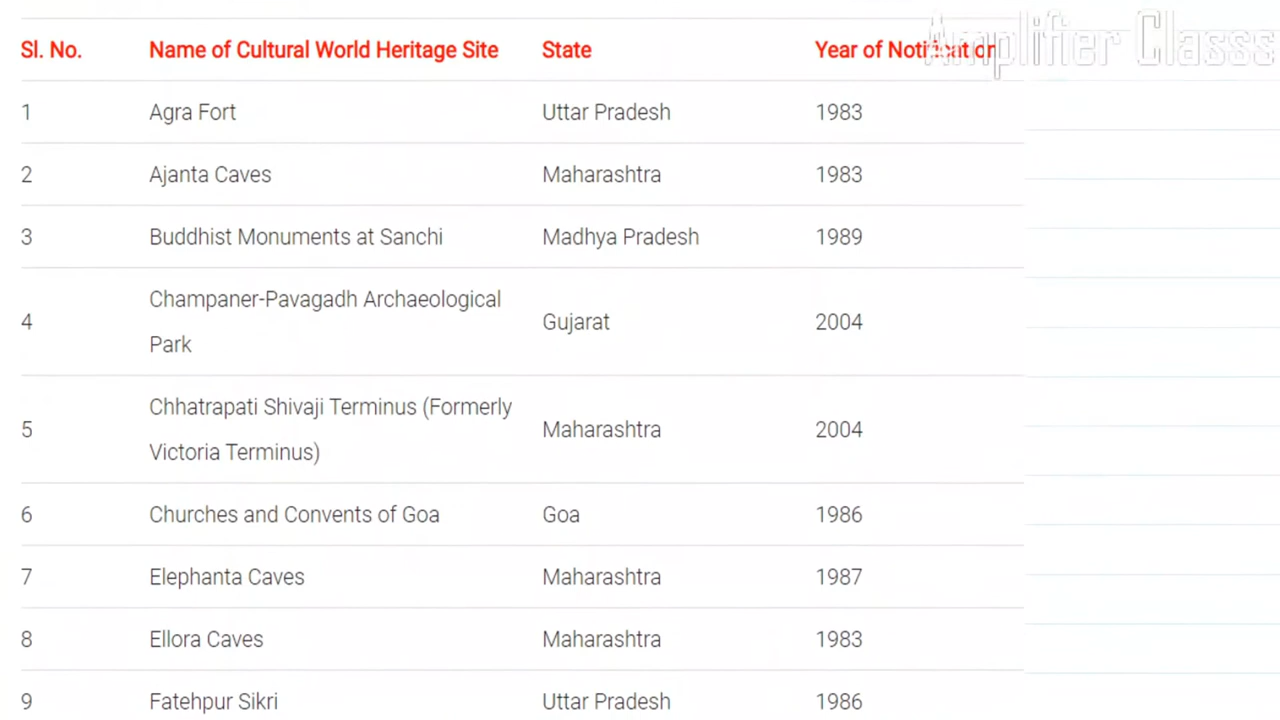 Amplifier Classs
Sl. No. Name of Cultural World Heritage Site State Year of Notification
1 Agra Fort Uttar Pradesh 1983
2 Ajanta Caves Maharashtra 1983
3 Buddhist Monuments at Sanchi Madhya Pradesh 1989
Champaner-Pavagadh Archaeological
4 Gujarat 2004
Park
Chhatrapati Shivaji Terminus (Formerly
5 Maharashtra 2004
Victoria Terminus)
6 Churches and Convents of Goa Goa 1986
7 Elephanta Caves Maharashtra 1987
8 Ellora Caves Maharashtra 1983
9 Fatehpur Sikri Uttar Pradesh 1986